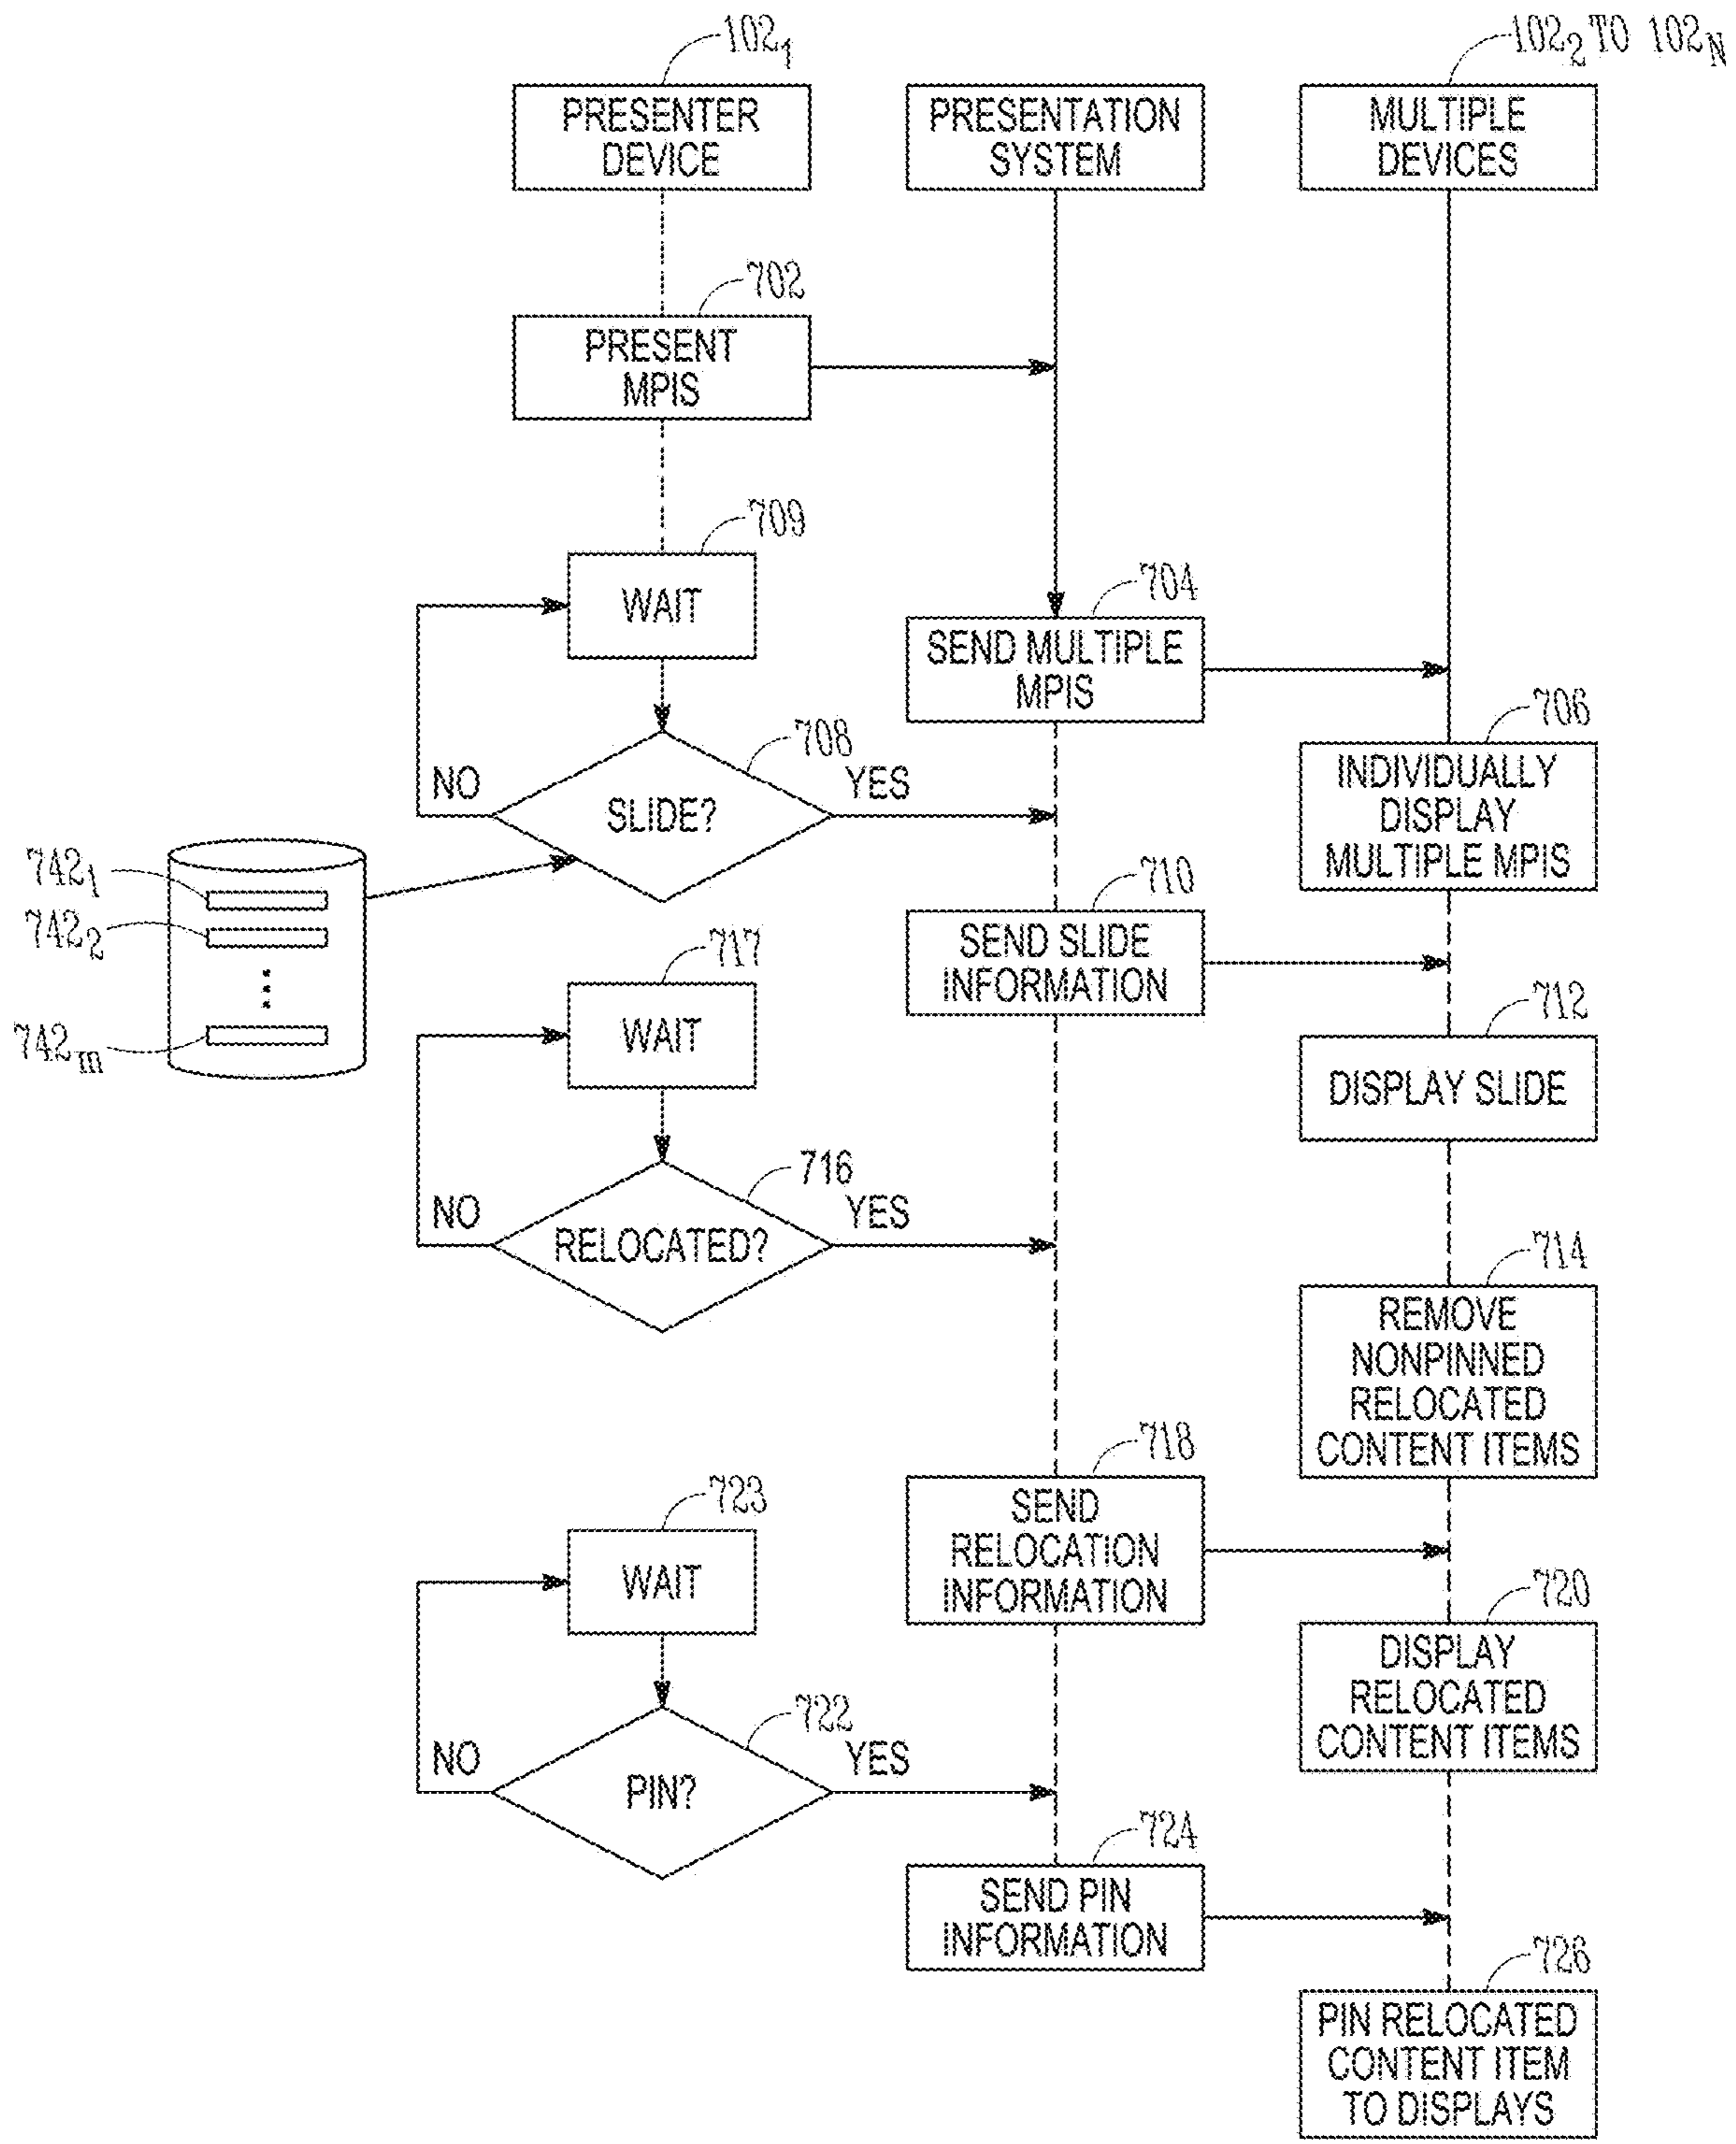 102₁
102₂ TO 102_N
PRESENTER
DEVICE
PRESENTATION
SYSTEM
MULTIPLE
DEVICES
702
PRESENT
MPIS
709
WAIT
704
SEND MULTIPLE
MPIS
706
INDIVIDUALLY
DISPLAY
MULTIPLE MPIS
708
NO
YES
SLIDE?
742₁
742₂
742ₘ
710
SEND SLIDE
INFORMATION
717
WAIT
712
DISPLAY SLIDE
716
NO
YES
RELOCATED?
714
REMOVE
NONPINNED
RELOCATED
CONTENT ITEMS
718
SEND
RELOCATION
INFORMATION
723
WAIT
720
DISPLAY
RELOCATED
CONTENT ITEMS
722
NO
YES
PIN?
724
SEND PIN
INFORMATION
726
PIN RELOCATED
CONTENT ITEM
TO DISPLAYS